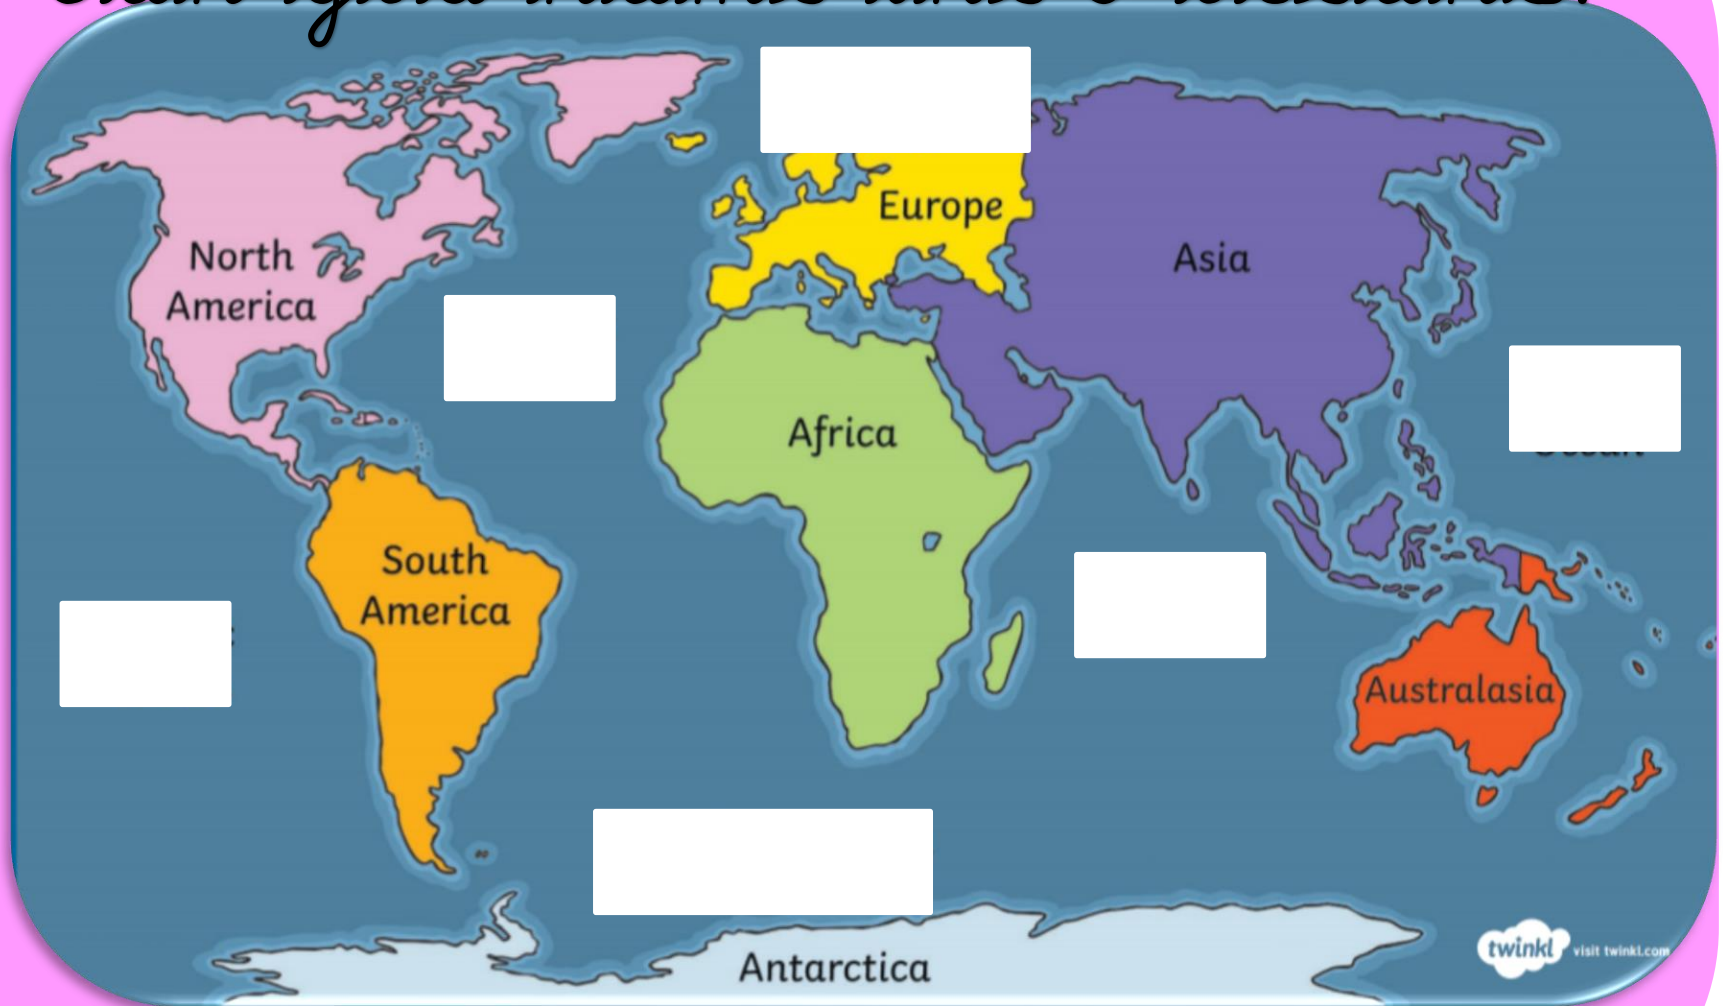 Europe
North
America
Asia
Africa
South
America
Australasia
Antarctica
twinkl visit twinkl.com